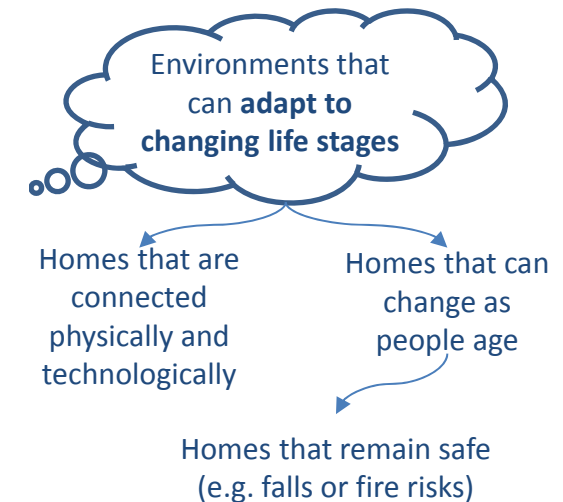 Environments that
can adapt to
changing life stages
Homes that are
connected
physically and
technologically
Homes that can
change as
people age
Homes that remain safe
(e.g. falls or fire risks)